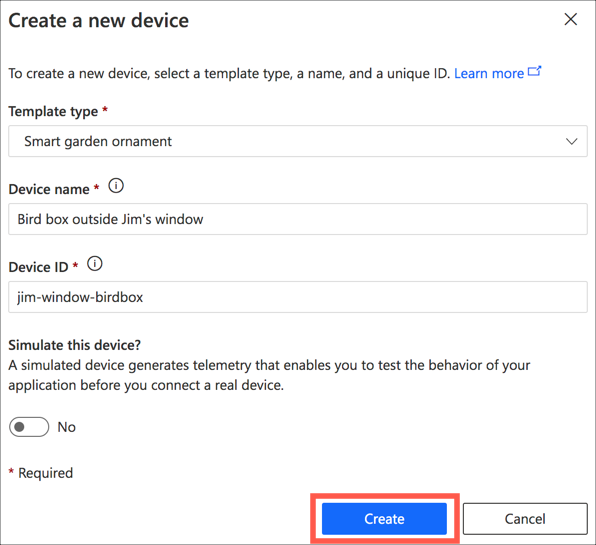 Create a new device
To create a new device, select a template type, a name, and a unique ID. Learn more
Template type *
Smart garden ornament
Device name *
Bird box outside Jim's window
Device ID *
jim-window-birdbox
Simulate this device?
A simulated device generates telemetry that enables you to test the behavior of your
application before you connect a real device.
No
* Required
Create Cancel